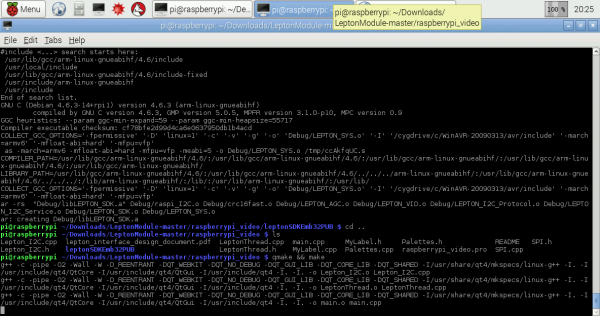 Menu
pi@raspberrypi: ~/De...
pi@raspberrypi:
pi@raspberrypi: ~/Downloads/
LeptonModule-master/raspberrypi_video
100 %
20:25
pi@raspberrypi: ~/Downloads/LeptonModule-master/
File Edit Tabs Help
#include <...> search starts here:
/usr/lib/gcc/arm-linux-gnueabihf/4.6/include
/usr/local/include
/usr/lib/gcc/arm-linux-gnueabihf/4.6/include-fixed
/usr/include/arm-linux-gnueabihf
/usr/include
End of search list.
GNU C (Debian 4.6.3-14+rpi1) version 4.6.3 (arm-linux-gnueabihf)
compiled by GNU C version 4.6.3, GMP version 5.0.5, MPFR version 3.1.0-p10, MPC version 0.9
GGC heuristics: --param ggc-min-expand=59 --param ggc-min-heapsize=55717
Compiler executable checksum: cf78bfe2d99d4ca6e0637950db1b4acd
COLLECT_GCC_OPTIONS='-fpermissive' '-D' 'linux=1' '-c' '-v' '-g' '-o' 'Debug/LEPTON_SYS.o' '-I' '/cygdrive/c/WinAVR-20090313/avr/include' '-march
=armv6' '-mfloat-abi=hard' '-mfpu=vfp'
as -march=armv6 -mfloat-abi=hard -mfpu=vfp -meabi=5 -o Debug/LEPTON_SYS.o /tmp/ccAkfqUC.s
COMPILER_PATH=/usr/lib/gcc/arm-linux-gnueabihf/4.6/:/usr/lib/gcc/arm-linux-gnueabihf/4.6/:/usr/lib/gcc/arm-linux-gnueabihf/:/usr/lib/gcc/arm-linu
x-gnueabihf/4.6/:/usr/lib/gcc/arm-linux-gnueabihf/
LIBRARY_PATH=/usr/lib/gcc/arm-linux-gnueabihf/4.6/:/usr/lib/gcc/arm-linux-gnueabihf/4.6/../../../arm-linux-gnueabihf/:/usr/lib/gcc/arm-linux-gnue
abihf/4.6/../../../:/lib/arm-linux-gnueabihf/:/lib/:/usr/lib/arm-linux-gnueabihf/:/usr/lib/
COLLECT_GCC_OPTIONS='-fpermissive' '-D' 'linux=1' '-c' '-v' '-g' '-o' 'Debug/LEPTON_SYS.o' '-I' '/cygdrive/c/WinAVR-20090313/avr/include' '-march
=armv6' '-mfloat-abi=hard' '-mfpu=vfp'
ar -rs "Debug/libLEPTON_SDK.a" Debug/raspi_I2C.o Debug/crc16fast.o Debug/LEPTON_AGC.o Debug/LEPTON_VID.o Debug/LEPTON_I2C_Protocol.o Debug/LEPTO
N_I2C_Service.o Debug/LEPTON_SDK.o Debug/LEPTON_SYS.o
ar: creating Debug/libLEPTON_SDK.a
pi@raspberrypi ~/Downloads/LeptonModule-master/raspberrypi_video/leptonSDKEmb32PUB $ cd ..
pi@raspberrypi ~/Downloads/LeptonModule-master/raspberrypi_video $ ls
Lepton_I2C.cpp lepton_interface_design_document.pdf LeptonThread.cpp main.cpp MyLabel.h Palettes.h README SPI.h
Lepton_I2C.h leptonSDKEmb32PUB LeptonThread.h MyLabel.cpp Palettes.cpp raspberrypi_video.pro SPI.cpp
pi@raspberrypi ~/Downloads/LeptonModule-master/raspberrypi_video $ qmake && make
g++ -c -pipe -O2 -Wall -W -D_REENTRANT -DQT_WEBKIT -DQT_NO_DEBUG -DQT_GUI_LIB -DQT_CORE_LIB -DQT_SHARED -I/usr/share/qt4/mkspecs/linux-g++ -I. -I
/usr/include/qt4/QtCore -I/usr/include/qt4/QtGui -I/usr/include/qt4 -I. -I. -o Lepton_I2C.o Lepton_I2C.cpp
g++ -c -pipe -O2 -Wall -W -D_REENTRANT -DQT_WEBKIT -DQT_NO_DEBUG -DQT_GUI_LIB -DQT_CORE_LIB -DQT_SHARED -I/usr/share/qt4/mkspecs/linux-g++ -I. -I
/usr/include/qt4/QtCore -I/usr/include/qt4/QtGui -I/usr/include/qt4 -I. -I. -o LeptonThread.o LeptonThread.cpp
g++ -c -pipe -O2 -Wall -W -D_REENTRANT -DQT_WEBKIT -DQT_NO_DEBUG -DQT_GUI_LIB -DQT_CORE_LIB -DQT_SHARED -I/usr/share/qt4/mkspecs/linux-g++ -I. -I
/usr/include/qt4/QtCore -I/usr/include/qt4/QtGui -I/usr/include/qt4 -I. -I. -o main.o main.cpp